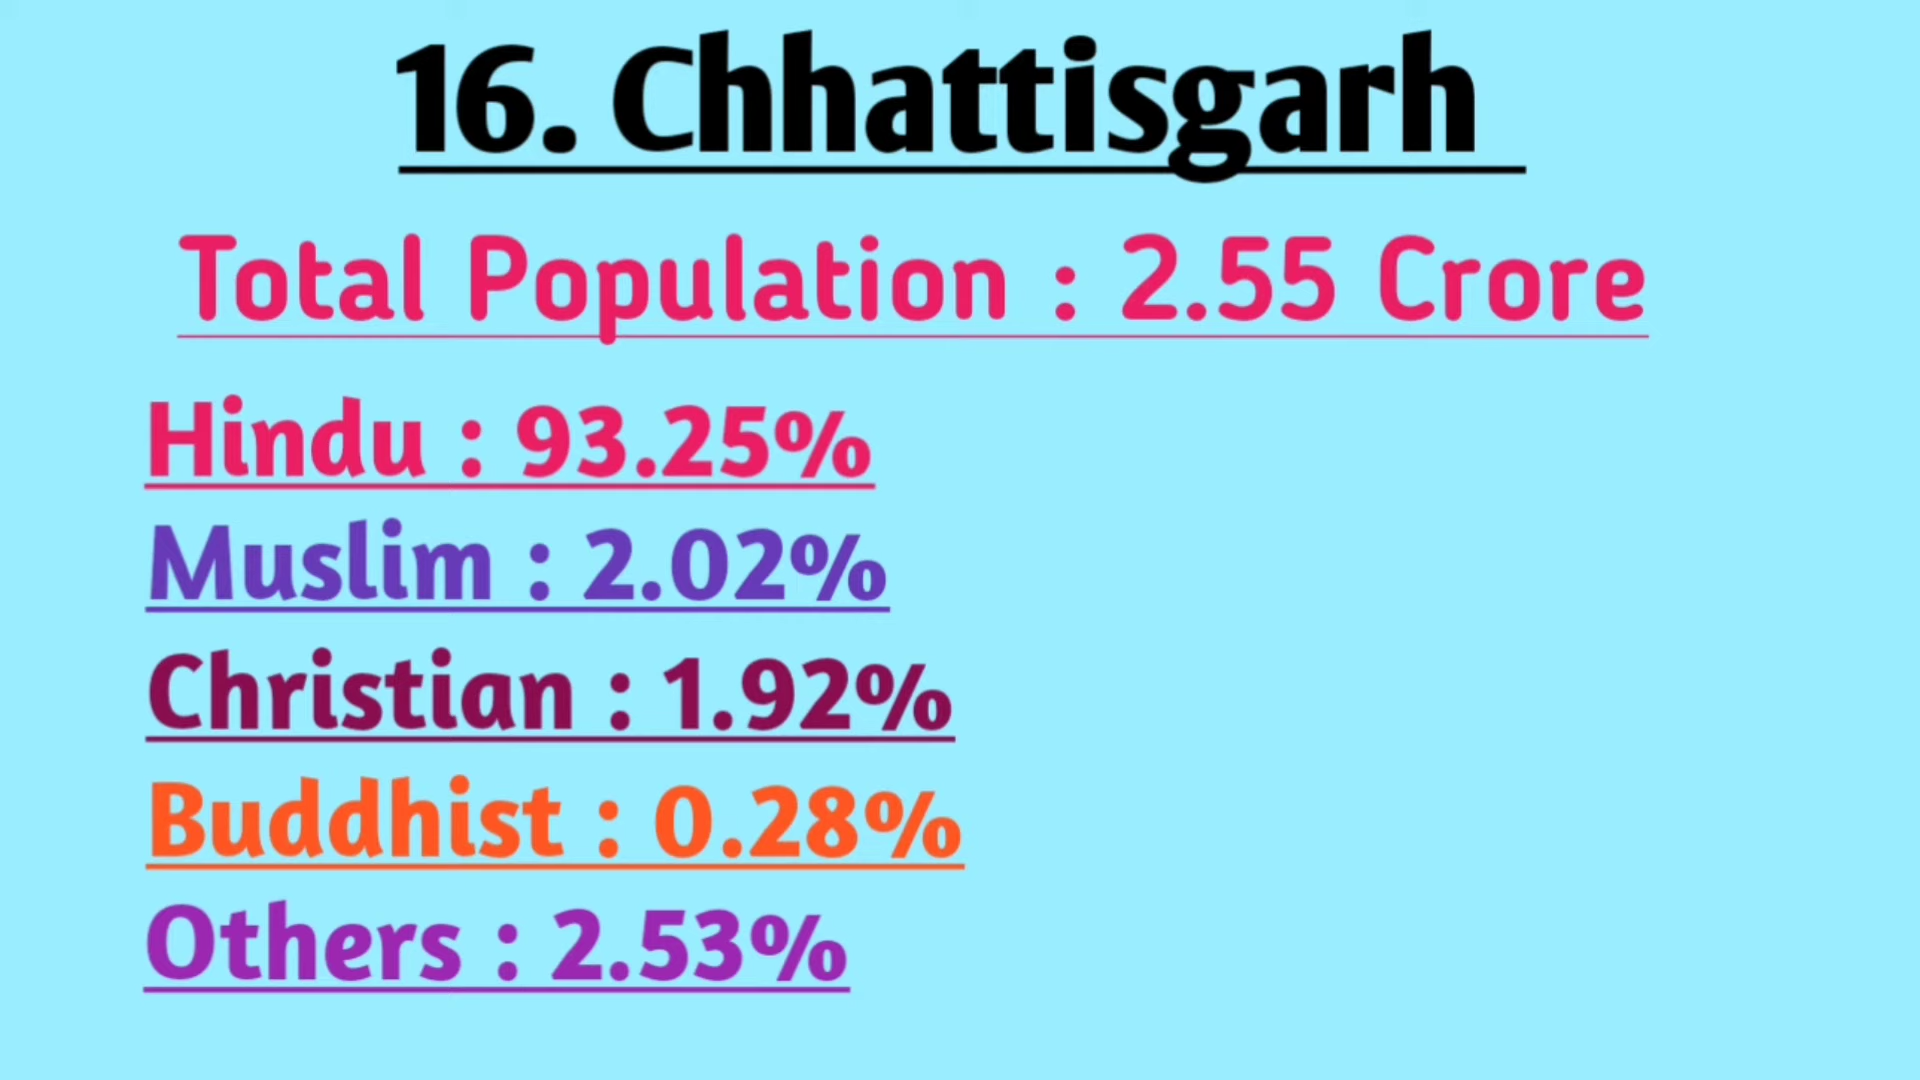 16. Chhattisgarh
Total Population : 2.55 Crore
Hindu : 93.25%
Muslim : 2.02%
Christian : 1.92%
Buddhist : 0.28%
Others : 2.53%